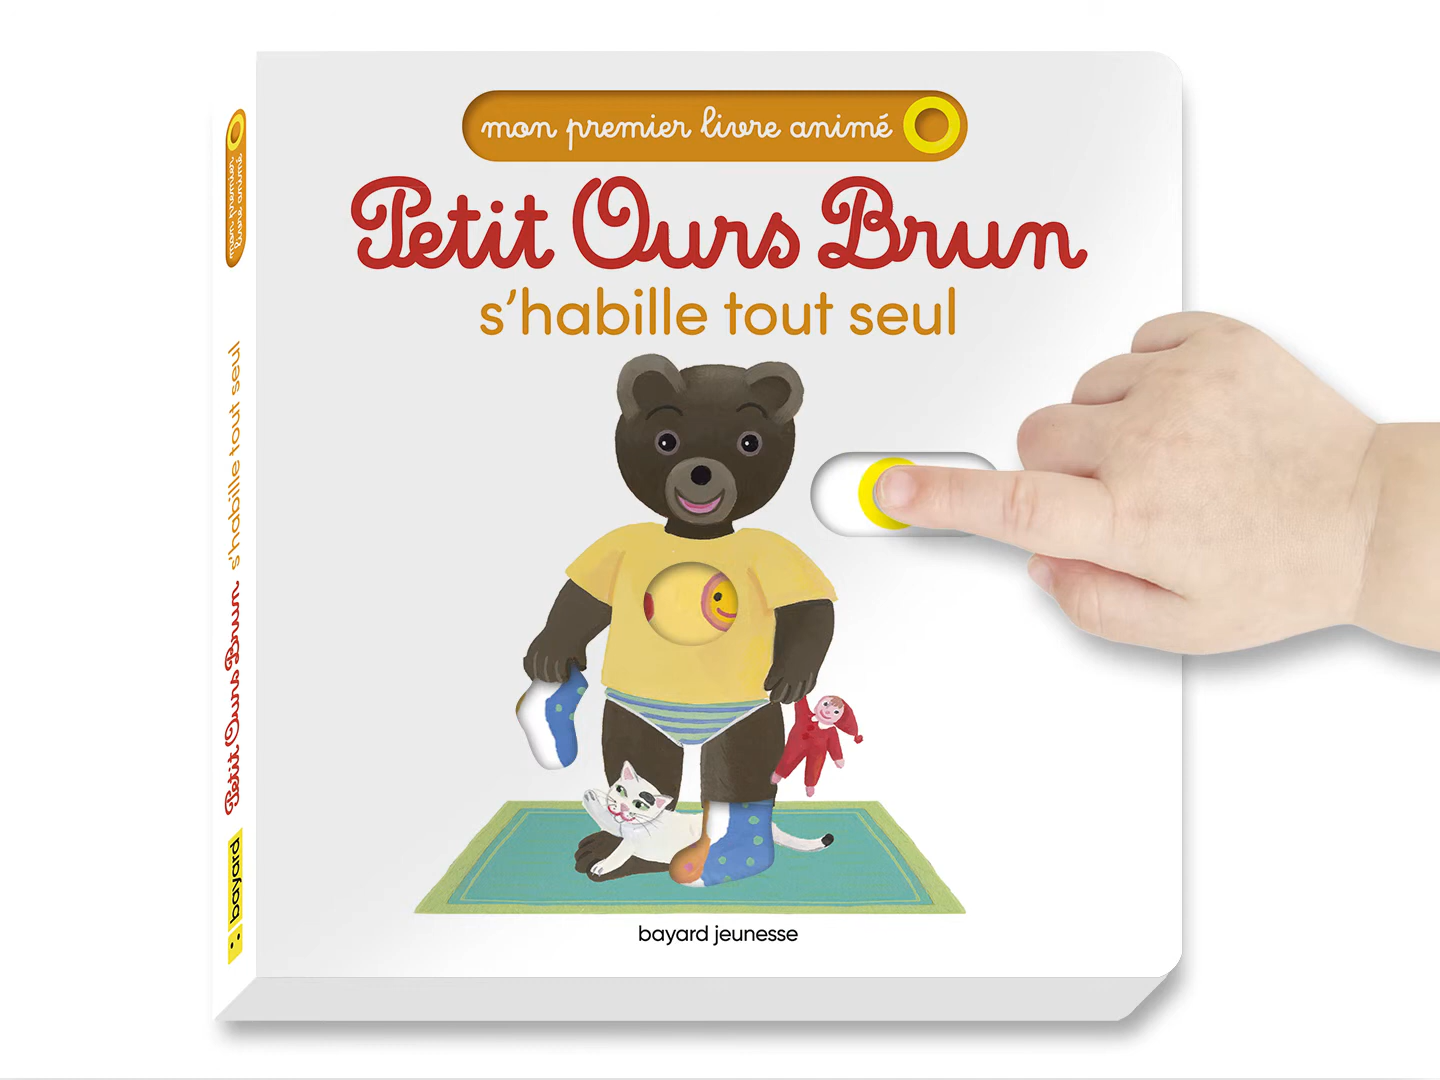 mon premier livre animé
Petit Ours Brun
s'habille tout seul
bayard jeunesse
mon premier
livre animé
Petit Ours Brun s'habille tout seul
bayard